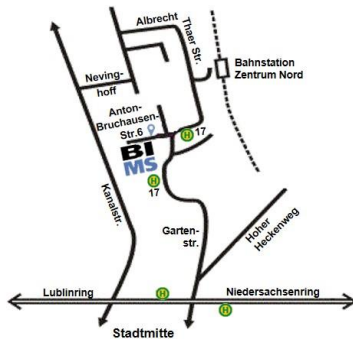 Albrecht
Thaer Str.
Bahnstation
Zentrum Nord
Neving-
hoff
Anton-
Bruchausen-
Str.6
H
17
BI
MS
H
17
Kanalstr.
Garten-
str.
Hoher
Heckenweg
Lublinring
H
Niedersachsenring
H
Stadtmitte